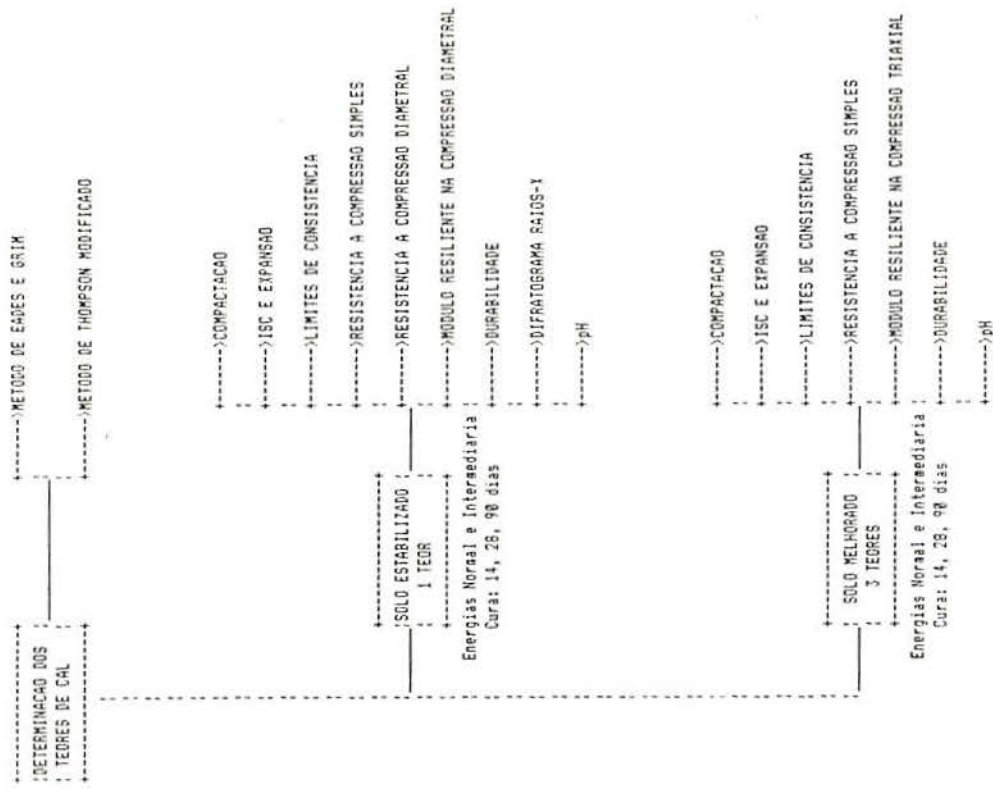 DETERMINACAO DOS
TEORES DE CAL
------>METODO DE EADES E GRIM
------>METODO DE THOMPSON MODIFICADO
SOLO ESTABILIZADO
1 TEOR
Energias Normal e Intermediaria
Cura: 14, 28, 90 dias
------>COMPACTACAO
------>ISC E EXPANSAO
------>LIMITES DE CONSISTENCIA
------>RESISTENCIA A COMPRESSAO SIMPLES
------>RESISTENCIA A COMPRESSAO DIAMETRAL
------>MODULO RESILIENTE NA COMPRESSAO DIAMETRAL
------>DURABILIDADE
------>DIFRATOGRAMA RAIOS-X
------>pH
SOLO MELHORADO
3 TEORES
Energias Normal e Intermediaria
Cura: 14, 28, 90 dias
------>COMPACTACAO
------>ISC E EXPANSAO
------>LIMITES DE CONSISTENCIA
------>RESISTENCIA A COMPRESSAO SIMPLES
------>MODULO RESILIENTE NA COMPRESSAO TRIAXIAL
------>DURABILIDADE
------>pH